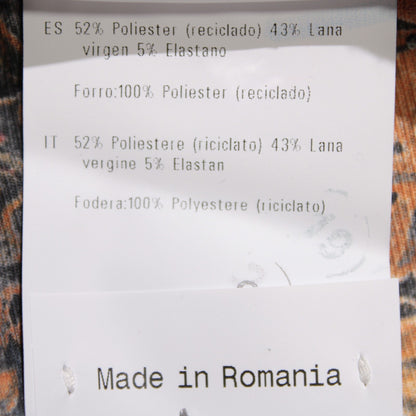 ES 52% Poliester (reciclado) 43% Lana
virgen 5% Elastano
Forro:100% Poliester (reciclado)
IT 52% Poliestere (riciclato) 43% Lana
vergine 5% Elastan
Fodera:100% Polyestere (riciclato)
Made in Romania